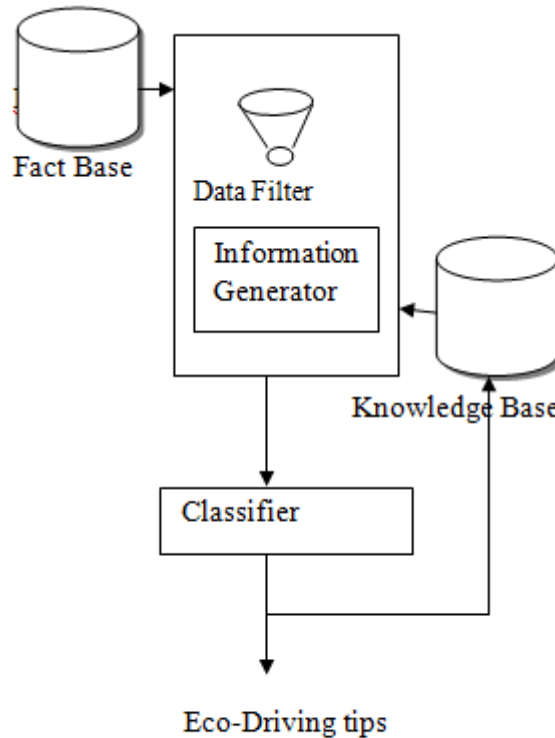 Fact Base
Data Filter
Information
Generator
Knowledge Base
Classifier
Eco-Driving tips